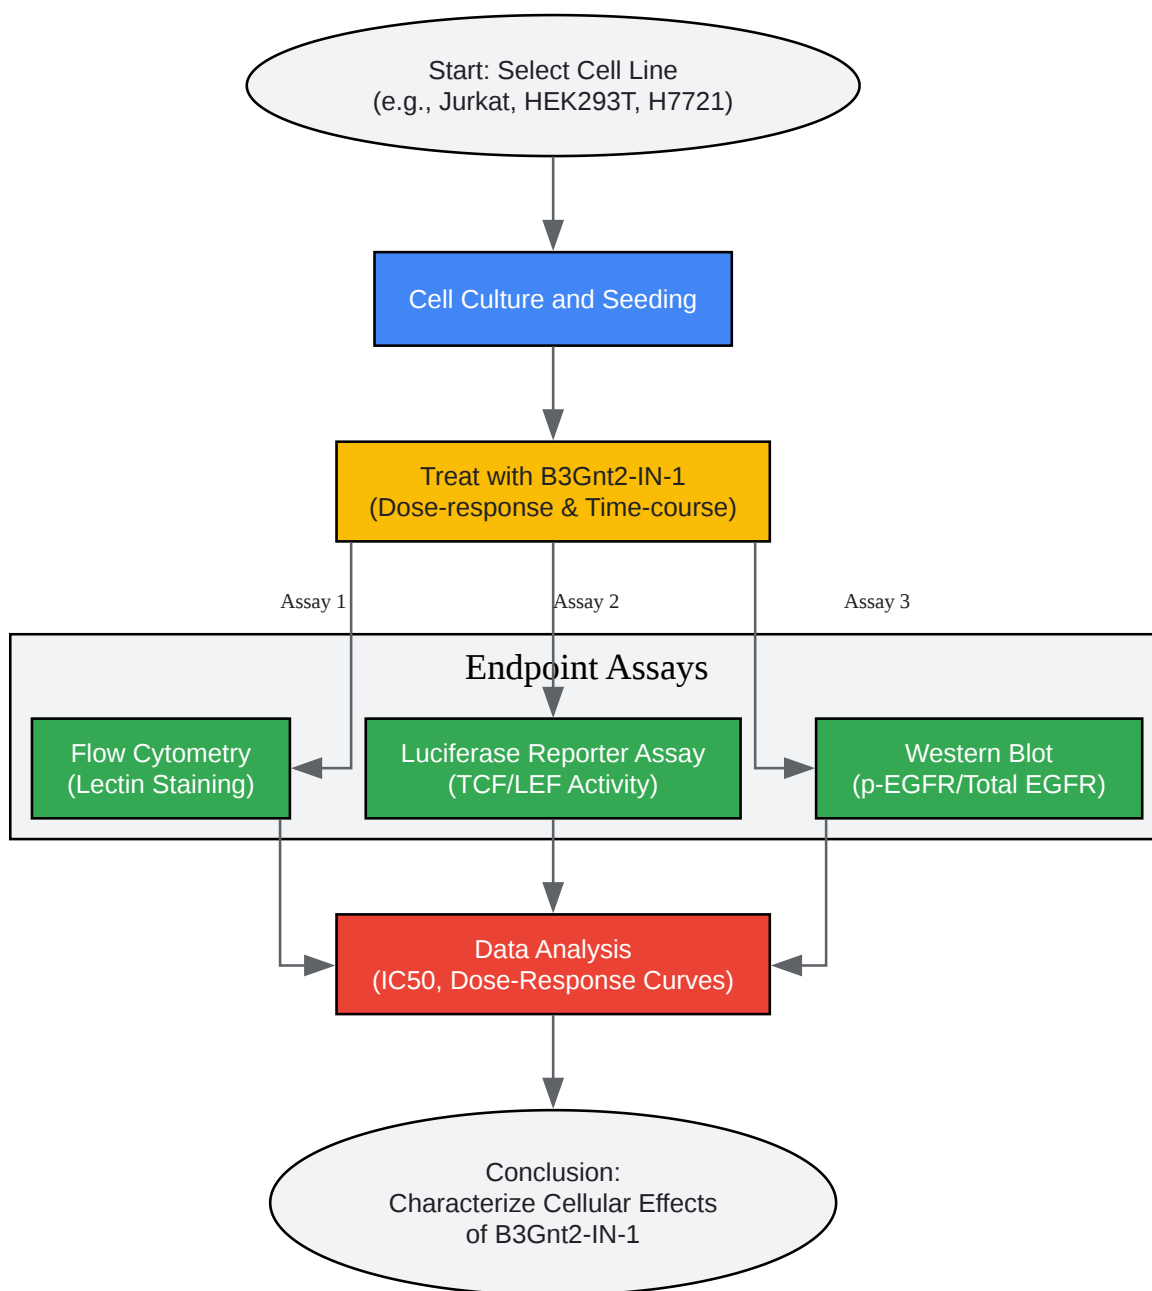 Start: Select Cell Line
(e.g., Jurkat, HEK293T, H7721)
Cell Culture and Seeding
Treat with B3Gnt2-IN-1
(Dose-response & Time-course)
Assay 1
Assay 2
Assay 3
Endpoint Assays
Flow Cytometry
(Lectin Staining)
Luciferase Reporter Assay
(TCF/LEF Activity)
Western Blot
(p-EGFR/Total EGFR)
Data Analysis
(IC50, Dose-Response Curves)
Conclusion:
Characterize Cellular Effects
of B3Gnt2-IN-1